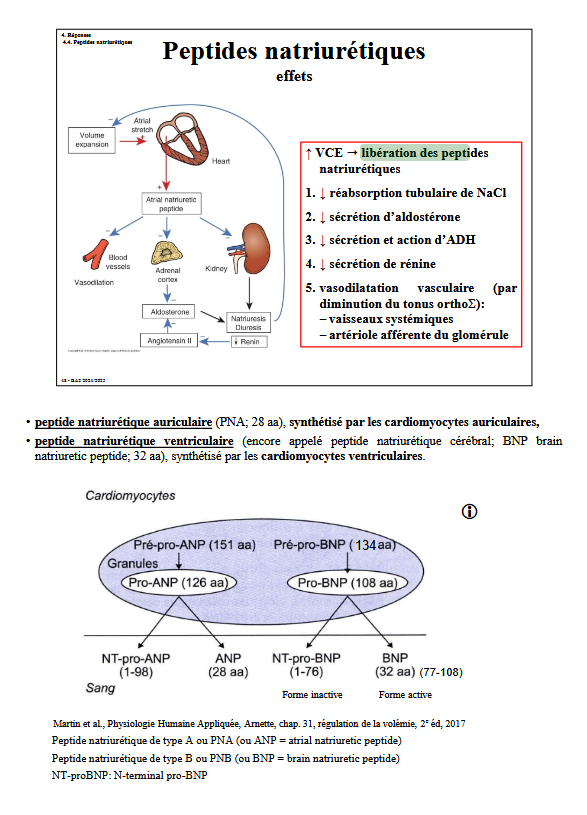 4. Réponses
4.4. Peptides natriurétiques
Peptides natriurétiques
effets
Volume
expansion
Atrial
stretch
Heart
Atrial natriuretic
peptide
Blood
vessels
Vasodilation
Adrenal
cortex
Kidney
Aldosterone
Natriuresis
Diuresis
Angiotensin II
↓ Renin
↑ VCE → libération des peptides
natriurétiques
1. ↓ réabsorption tubulaire de NaCl
2. ↓ sécrétion d’aldostérone
3. ↓ sécrétion et action d’ADH
4. ↓ sécrétion de rénine
5. vasodilatation vasculaire (par
diminution du tonus orthoΣ):
– vaisseaux systémiques
– artériole afférente du glomérule
• peptide natriurétique auriculaire (PNA; 28 aa), synthétisé par les cardiomyocytes auriculaires,
• peptide natriurétique ventriculaire (encore appelé peptide natriurétique cérébral; BNP brain
natriuretic peptide; 32 aa), synthétisé par les cardiomyocytes ventriculaires.
Cardiomyocytes
Pré-pro-ANP (151 aa) Pré-pro-BNP (134 aa)
Granules
Pro-ANP (126 aa) Pro-BNP (108 aa)
NT-pro-ANP ANP NT-pro-BNP BNP
(1-98) (28 aa) (1-76) (32 aa) (77-108)
Sang
Forme inactive Forme active
Martin et al., Physiologie Humaine Appliquée, Arnette, chap. 31, régulation de la volémie, 2e éd, 2017
Peptide natriurétique de type A ou PNA (ou ANP = atrial natriuretic peptide)
Peptide natriurétique de type B ou PNB (ou BNP = brain natriuretic peptide)
NT-proBNP: N-terminal pro-BNP